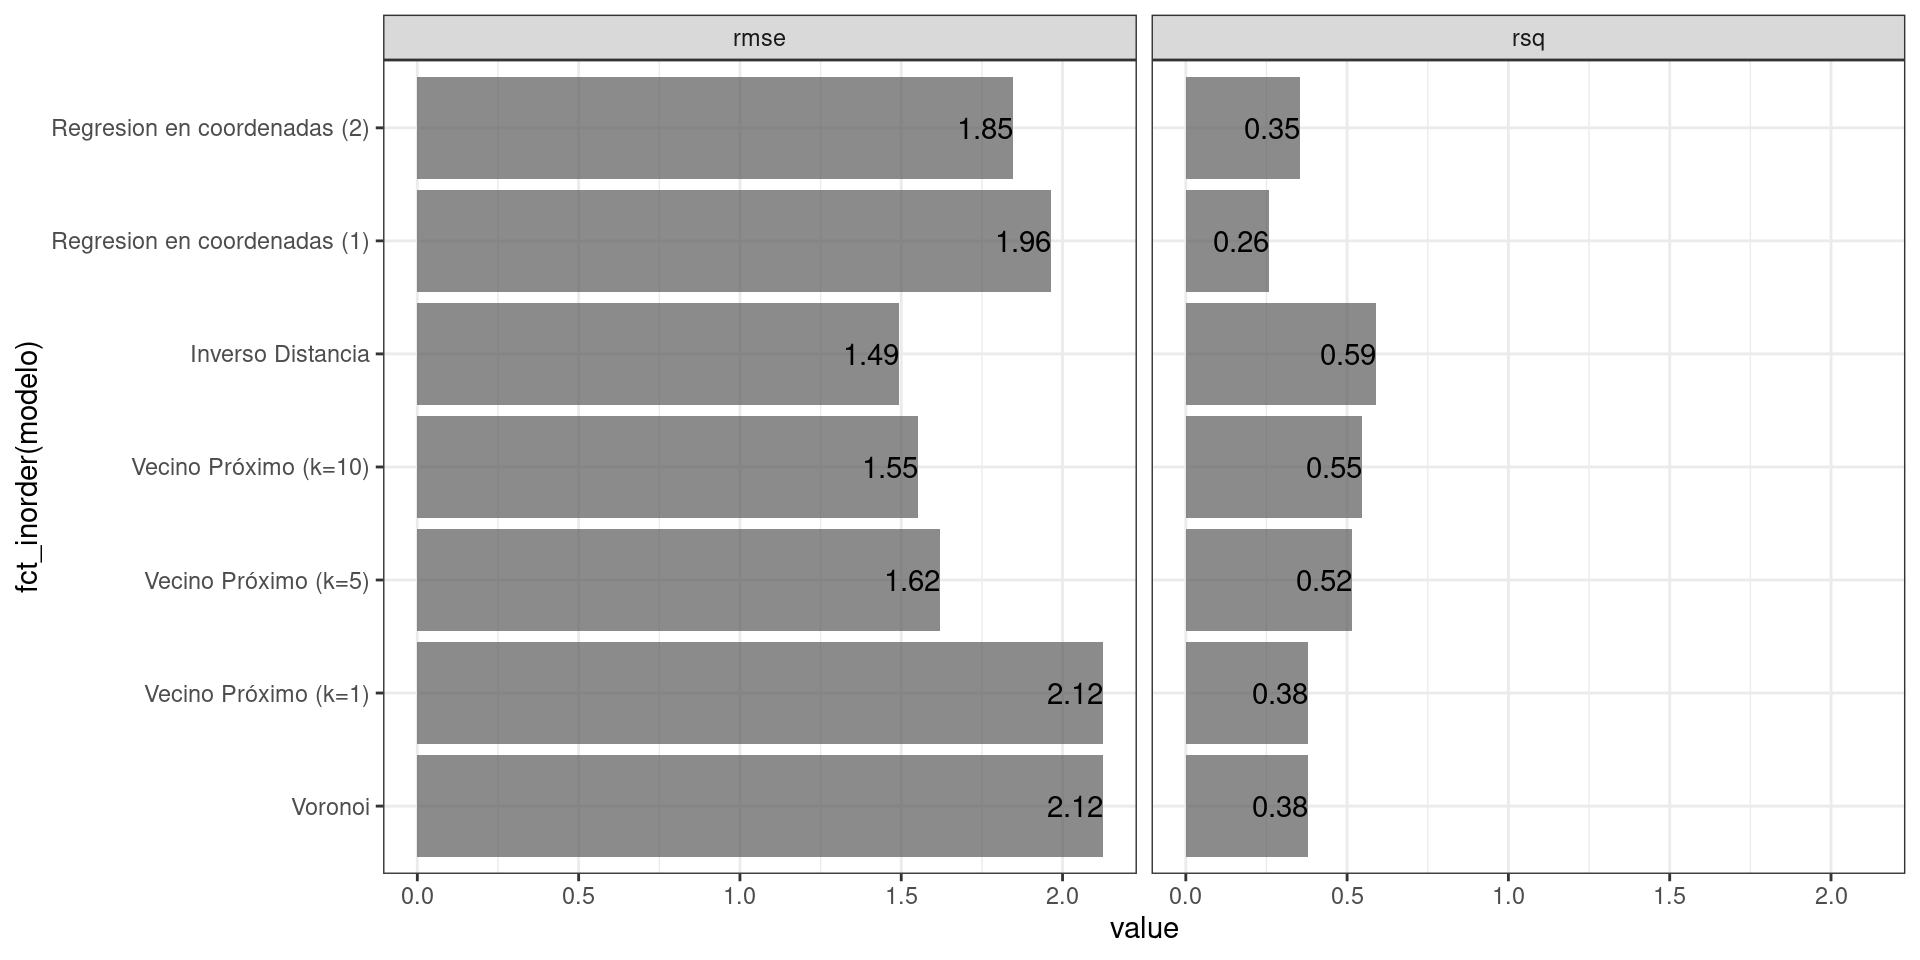 rmse
rsq
fct_inorder(modelo)
Regresion en coordenadas (2)
1.85
0.35
Regresion en coordenadas (1)
1.96
0.26
Inverso Distancia
1.49
0.59
Vecino Próximo (k=10)
1.55
0.55
Vecino Próximo (k=5)
1.62
0.52
Vecino Próximo (k=1)
2.12
0.38
Voronoi
2.12
0.38
0.0 0.5 1.0 1.5 2.0
0.0 0.5 1.0 1.5 2.0
value